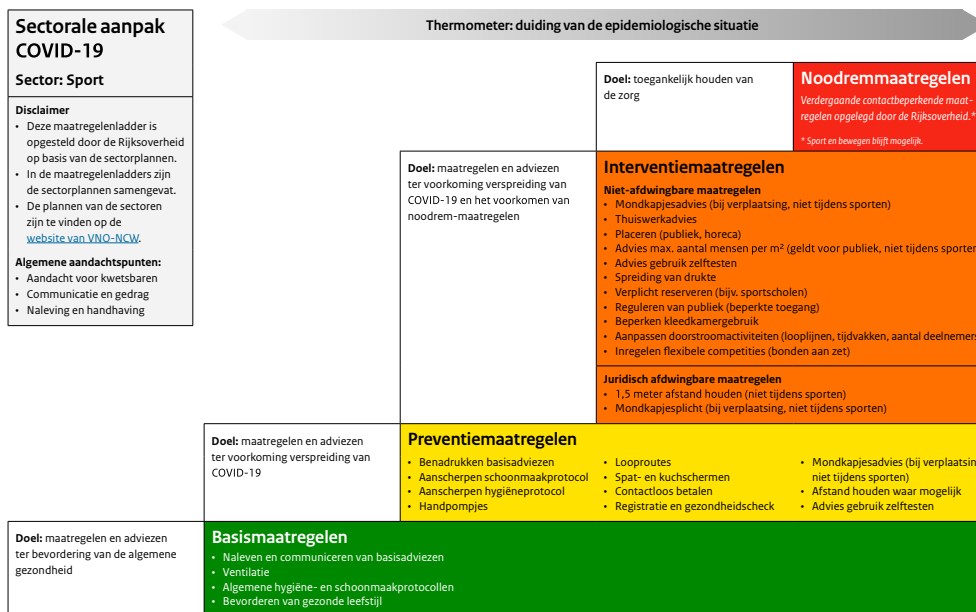 Sectorale aanpak
COVID-19
Sector: Sport
Disclaimer
• Deze maatregelenladder is
opgesteld door de Rijksoverheid
op basis van de sectorplannen.
• In de maatregelenladders zijn
de sectorplannen samengevat.
• De plannen van de sectoren
zijn te vinden op de
website van VNO-NCW.
Algemene aandachtspunten:
• Aandacht voor kwetsbaren
• Communicatie en gedrag
• Naleving en handhaving
Thermometer: duiding van de epidemiologische situatie
Doel: toegankelijk houden van
de zorg
Noodremmaatregelen
Verdergaande contactbeperkende maat-
regelen opgelegd door de Rijksoverheid.*
* Sport en bewegen blijft mogelijk.
Doel: maatregelen en adviezen
ter voorkoming verspreiding van
COVID-19 en het voorkomen van
noodrem-maatregelen
Interventiemaatregelen
Niet-afdwingbare maatregelen
• Mondkapjesadvies (bij verplaatsing, niet tijdens sporten)
• Thuiswerkadvies
• Placeren (publiek, horeca)
• Advies max. aantal mensen per m² (geldt voor publiek, niet tijdens sporten
• Advies gebruik zelftesten
• Spreiding van drukte
• Verplicht reserveren (bijv. sportscholen)
• Reguleren van publiek (beperkte toegang)
• Beperken kleedkamergebruik
• Aanpassen doorstroomactiviteiten (looplijnen, tijdvakken, aantal deelnemers
• Inregelen flexibele competities (bonden aan zet)
Juridisch afdwingbare maatregelen
• 1,5 meter afstand houden (niet tijdens sporten)
• Mondkapjesplicht (bij verplaatsing, niet tijdens sporten)
Doel: maatregelen en adviezen
ter voorkoming verspreiding van
COVID-19
Preventiemaatregelen
• Benadrukken basisadviezen
• Aanscherpen schoonmaakprotocol
• Aanscherpen hygiëneprotocol
• Handpompjes
• Looproutes
• Spat- en kuchschermen
• Contactloos betalen
• Registratie en gezondheidscheck
• Mondkapjesadvies (bij verplaatsin
niet tijdens sporten)
• Afstand houden waar mogelijk
• Advies gebruik zelftesten
Doel: maatregelen en adviezen
ter bevordering van de algemene
gezondheid
Basismaatregelen
• Naleven en communiceren van basisadviezen
• Ventilatie
• Algemene hygiëne- en schoonmaakprotocollen
• Bevorderen van gezonde leefstijl